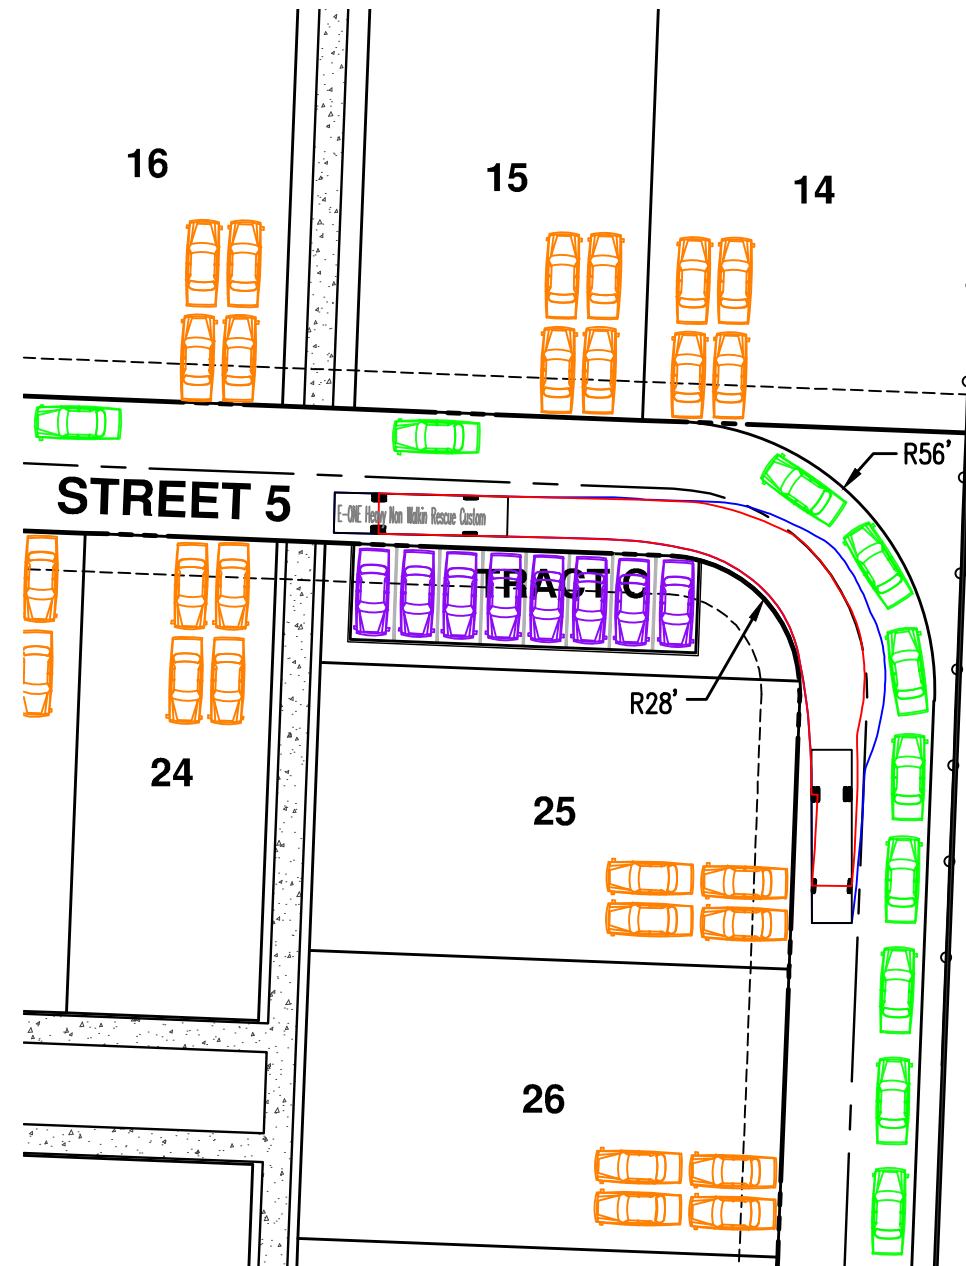 16
15
14
R56'
STREET 5
E-ONE Heavy Non Walkin Rescue Custom
TRACT C
R28'
24
25
26